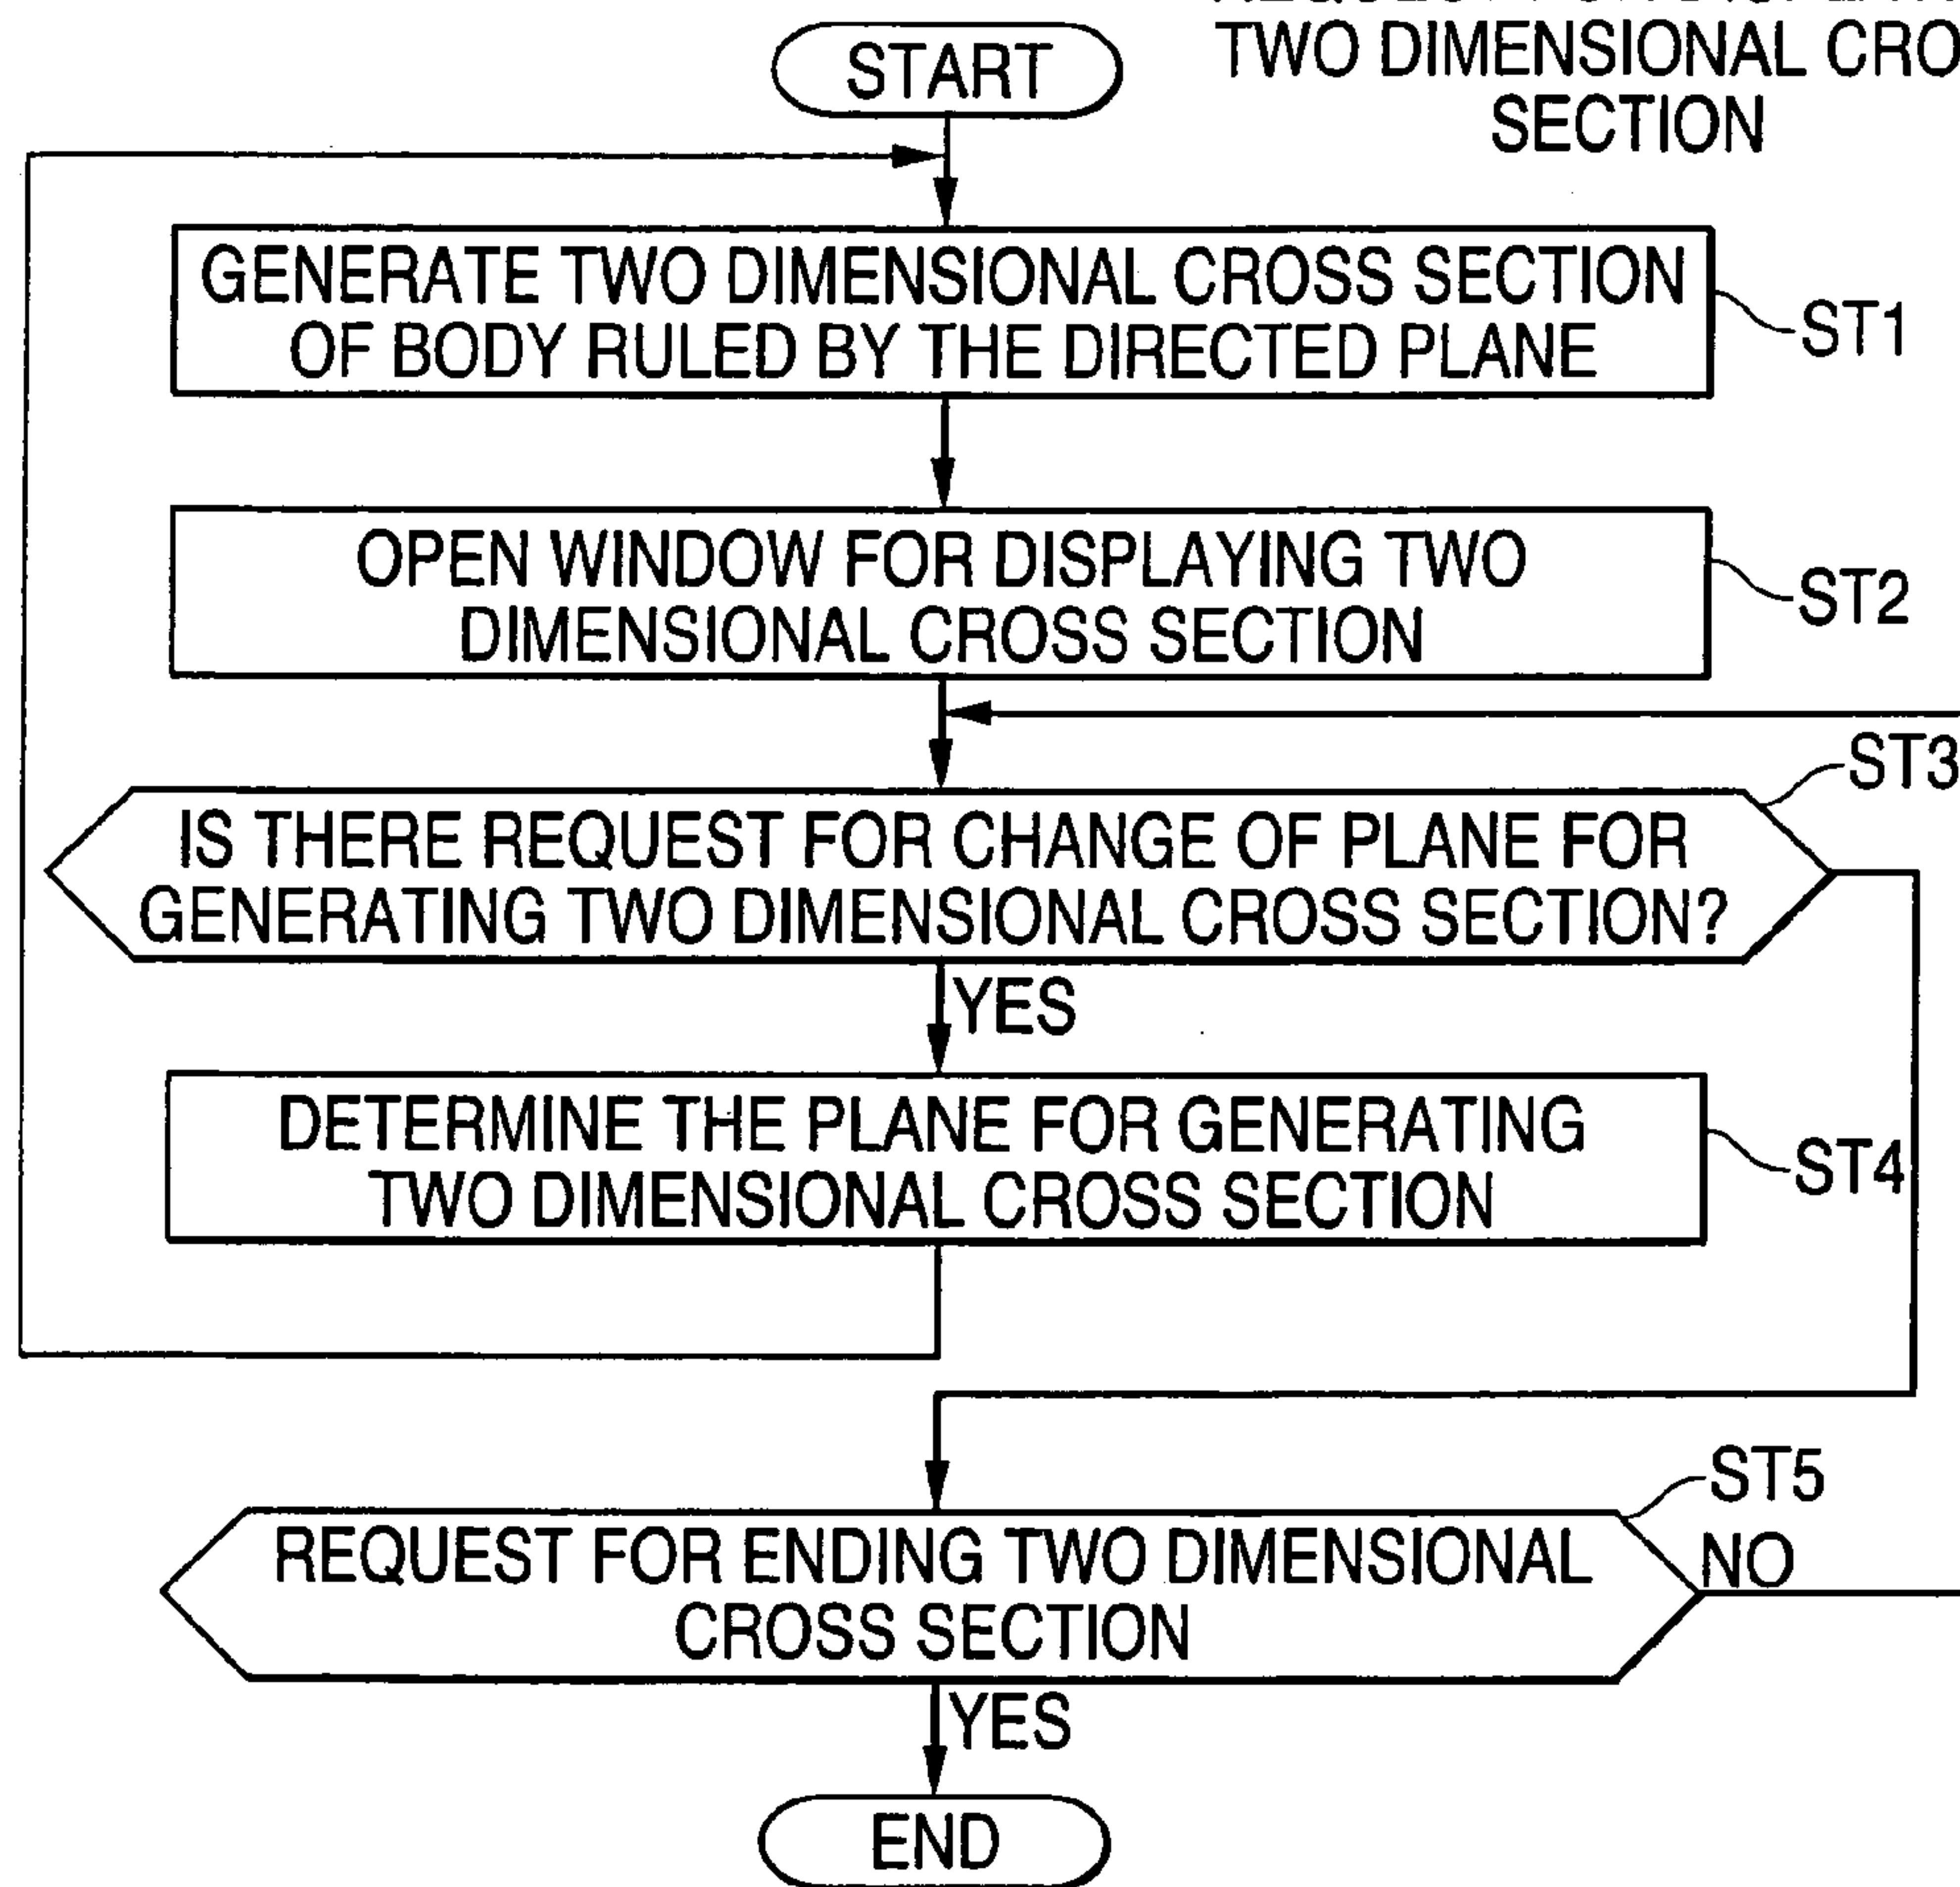 START
TWO DIMENSIONAL CRO
SECTION
GENERATE TWO DIMENSIONAL CROSS SECTION
OF BODY RULED BY THE DIRECTED PLANE
ST1
OPEN WINDOW FOR DISPLAYING TWO
DIMENSIONAL CROSS SECTION
ST2
ST3
IS THERE REQUEST FOR CHANGE OF PLANE FOR
GENERATING TWO DIMENSIONAL CROSS SECTION?
YES
DETERMINE THE PLANE FOR GENERATING
TWO DIMENSIONAL CROSS SECTION
ST4
ST5
REQUEST FOR ENDING TWO DIMENSIONAL
CROSS SECTION
NO
YES
END